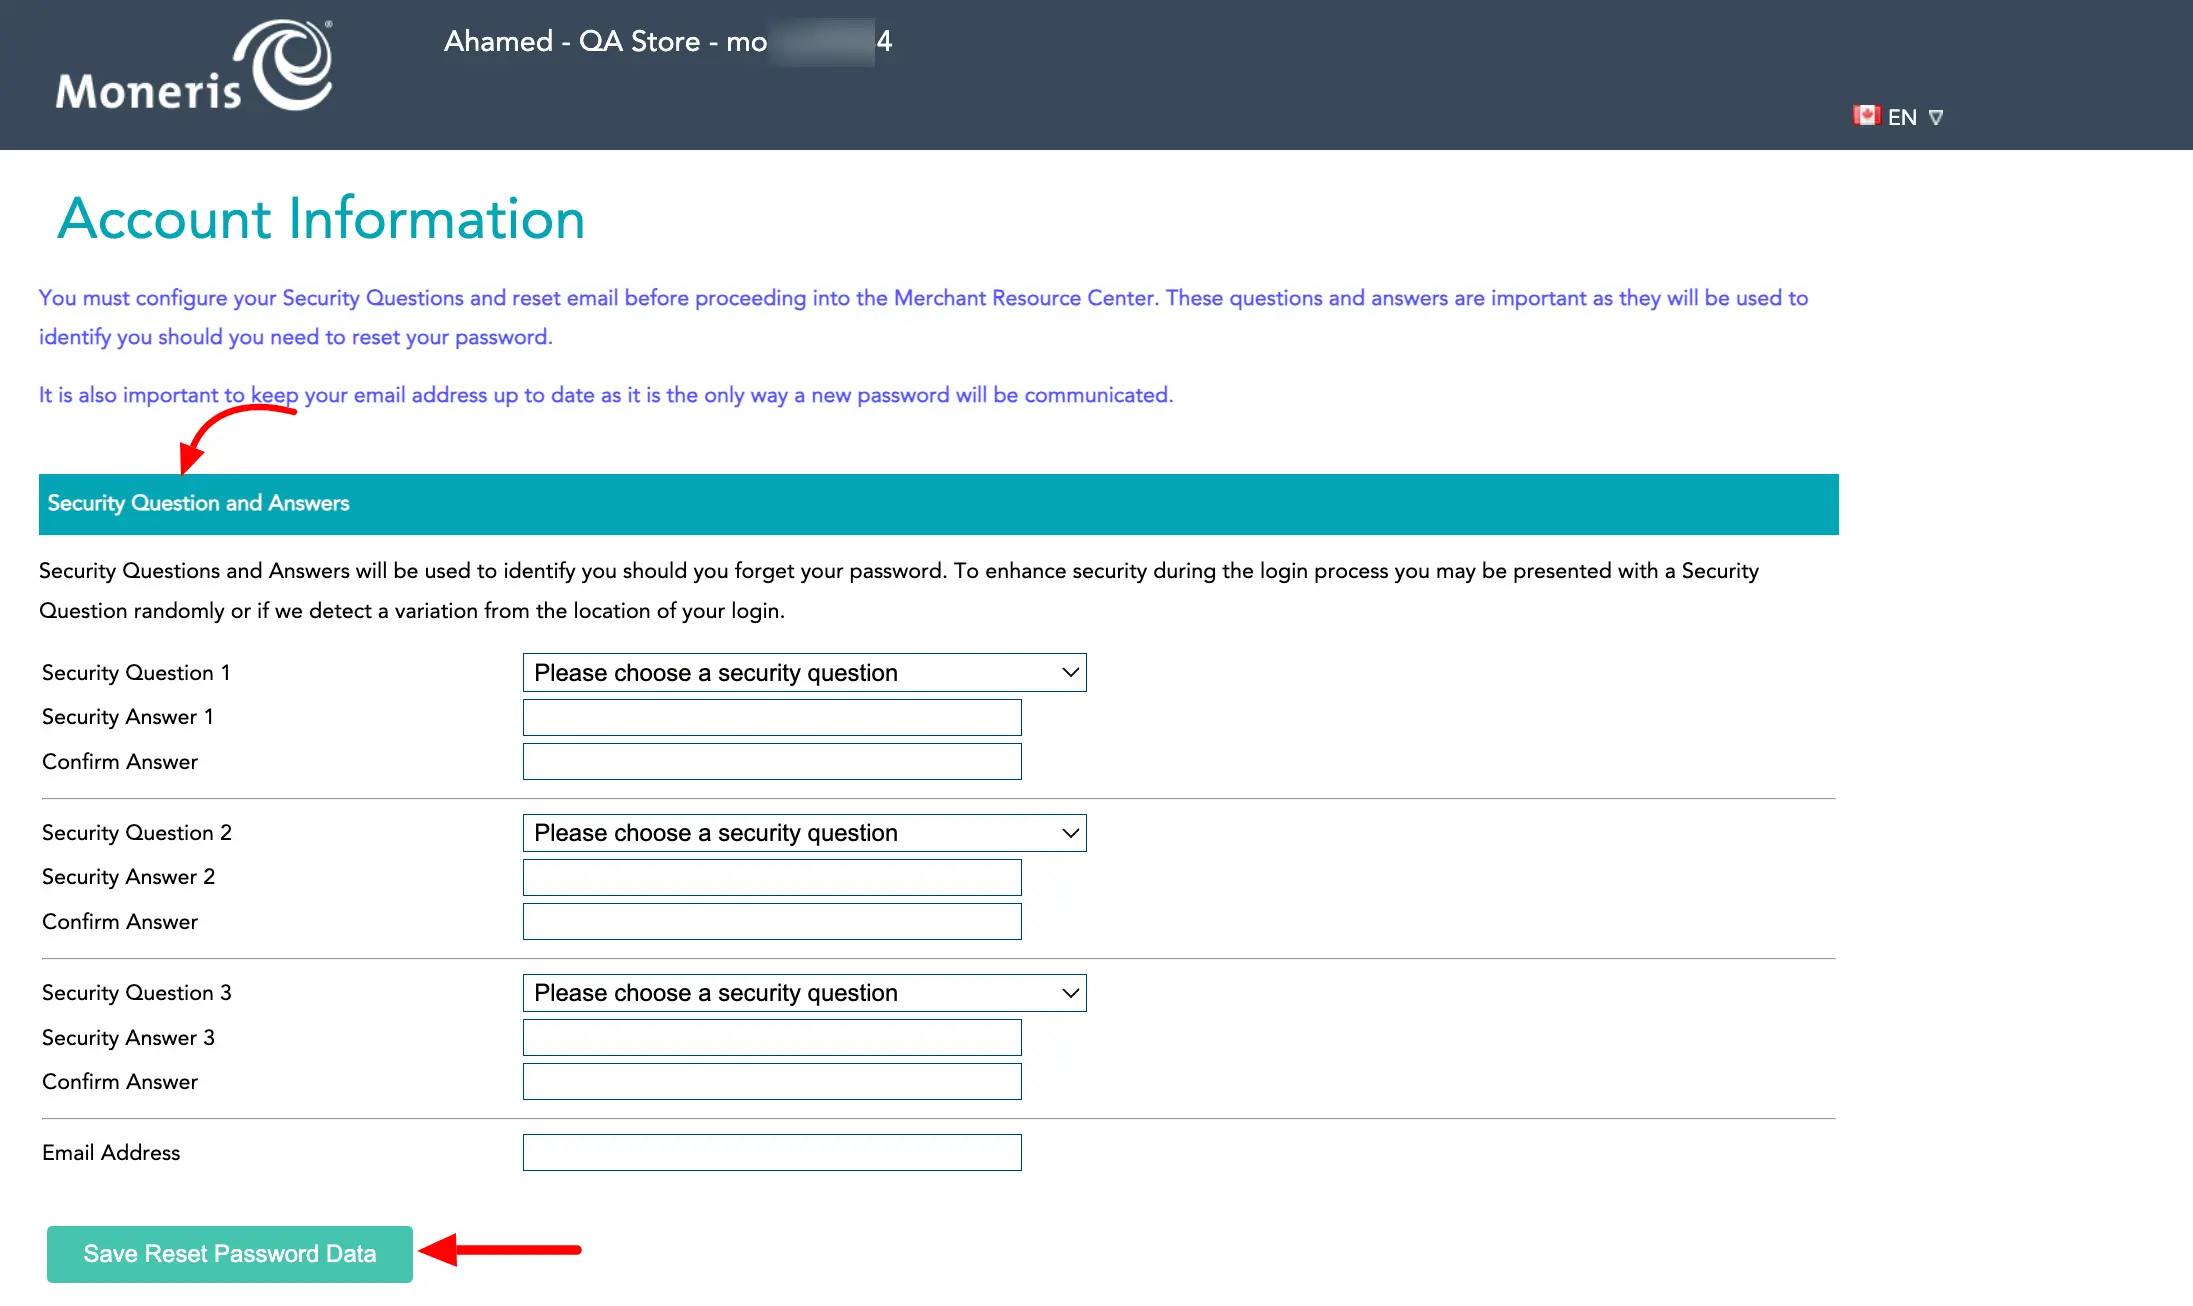 Moneris
Ahamed - QA Store - mo 4
EN
Account Information
You must configure your Security Questions and reset email before proceeding into the Merchant Resource Center. These questions and answers are important as they will be used to
identify you should you need to reset your password.
It is also important to keep your email address up to date as it is the only way a new password will be communicated.
Security Question and Answers
Security Questions and Answers will be used to identify you should you forget your password. To enhance security during the login process you may be presented with a Security
Question randomly or if we detect a variation from the location of your login.
Security Question 1 Please choose a security question
Security Answer 1
Confirm Answer
Security Question 2 Please choose a security question
Security Answer 2
Confirm Answer
Security Question 3 Please choose a security question
Security Answer 3
Confirm Answer
Email Address
Save Reset Password Data